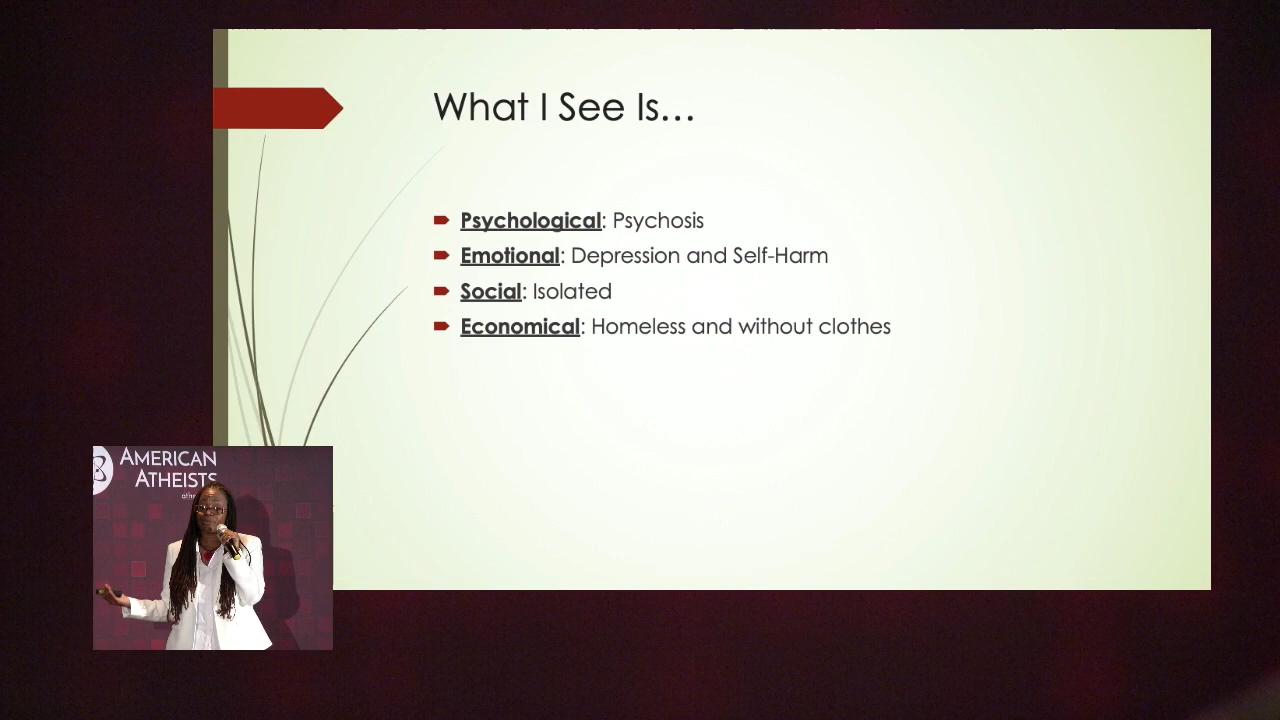 What I See Is...
Psychological: Psychosis
Emotional: Depression and Self-Harm
Social: Isolated
Economical: Homeless and without clothes
AMERICAN
ATHEISTS